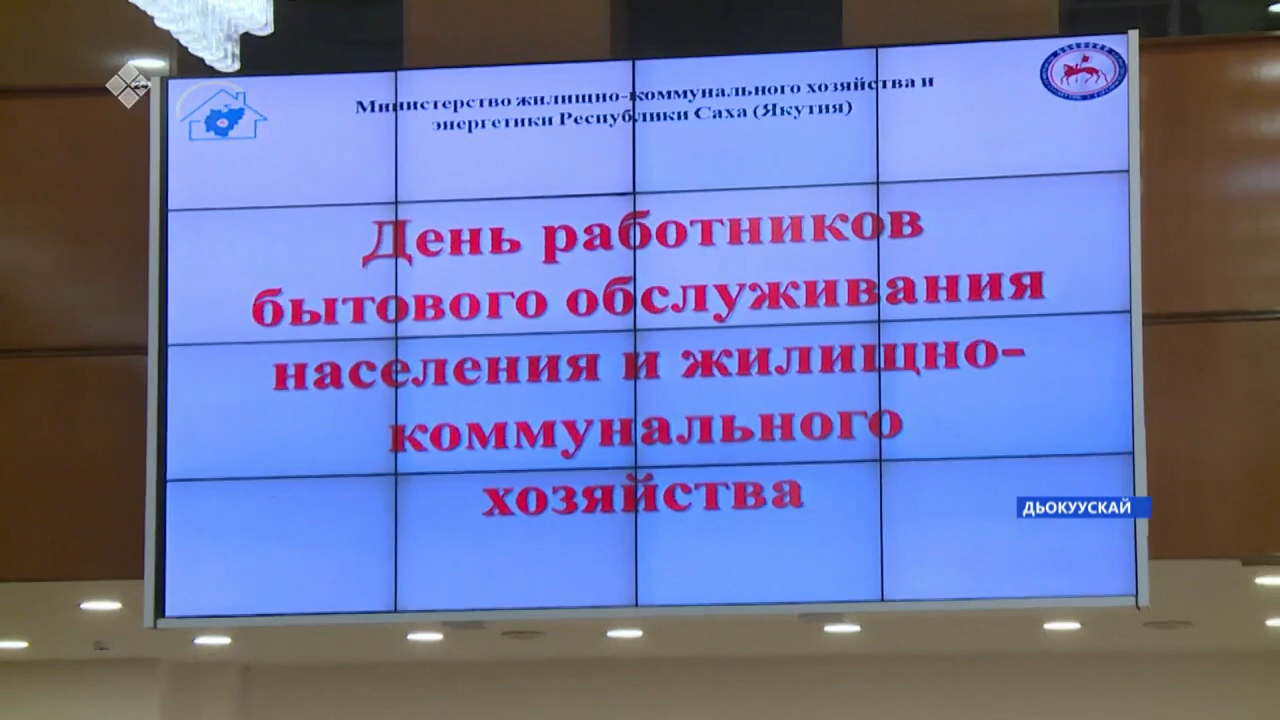 Министерство жилищно-коммунального хозяйства и
энергетики Республики Саха (Якутия)
День работников
бытового обслуживания
населения и жилищно-
коммунального
хозяйства
ДЬОКУУСКАЙ